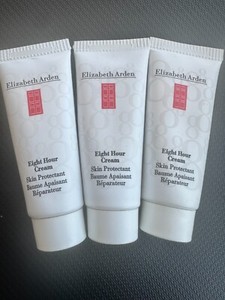 Elizabeth Arden
Eight Hour
Cream
Skin Protectant
Baume Apaisant
Réparateur
Elizabeth Arden
Eight Hour
Cream
Skin Protectant
Baume Apaisant
Réparateur
Elizabeth Arden
Eight Hour
Cream
Skin Protectant
Baume Apaisant
Réparateur